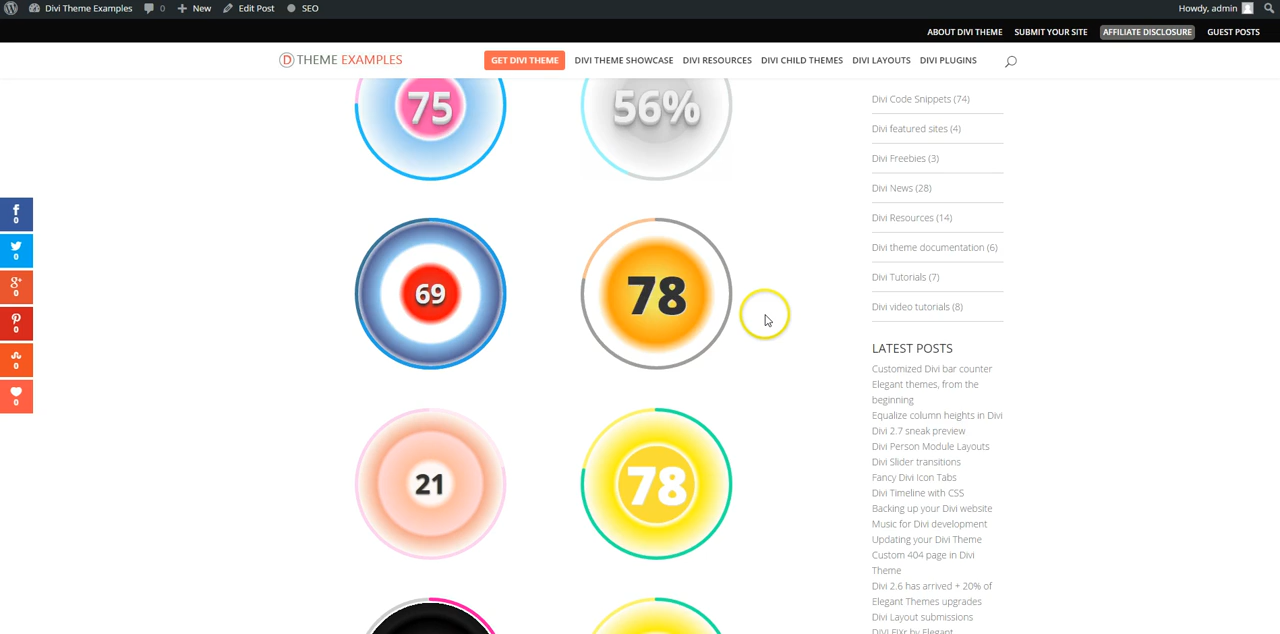 Divi Theme Examples 0 New Edit Post SEO Howdy, admin
ABOUT DIVI THEME SUBMIT YOUR SITE AFFILIATE DISCLOSURE GUEST POSTS
D THEME EXAMPLES GET DIVI THEME DIVI THEME SHOWCASE DIVI RESOURCES DIVI CHILD THEMES DIVI LAYOUTS DIVI PLUGINS
75 56%
69 78
21 78
0
0
0
0
0
0
Divi Code Snippets (74)
Divi featured sites (4)
Divi Freebies (3)
Divi News (28)
Divi Resources (14)
Divi theme documentation (6)
Divi Tutorials (7)
Divi video tutorials (8)
LATEST POSTS
Customized Divi bar counter
Elegant themes, from the
beginning
Equalize column heights in Divi
Divi 2.7 sneak preview
Divi Person Module Layouts
Divi Slider transitions
Fancy Divi Icon Tabs
Divi Timeline with CSS
Backing up your Divi website
Music for Divi development
Updating your Divi Theme
Custom 404 page in Divi
Theme
Divi 2.6 has arrived + 20% of
Elegant Themes upgrades
Divi Layout submissions
DIVI FIXr by Elegant